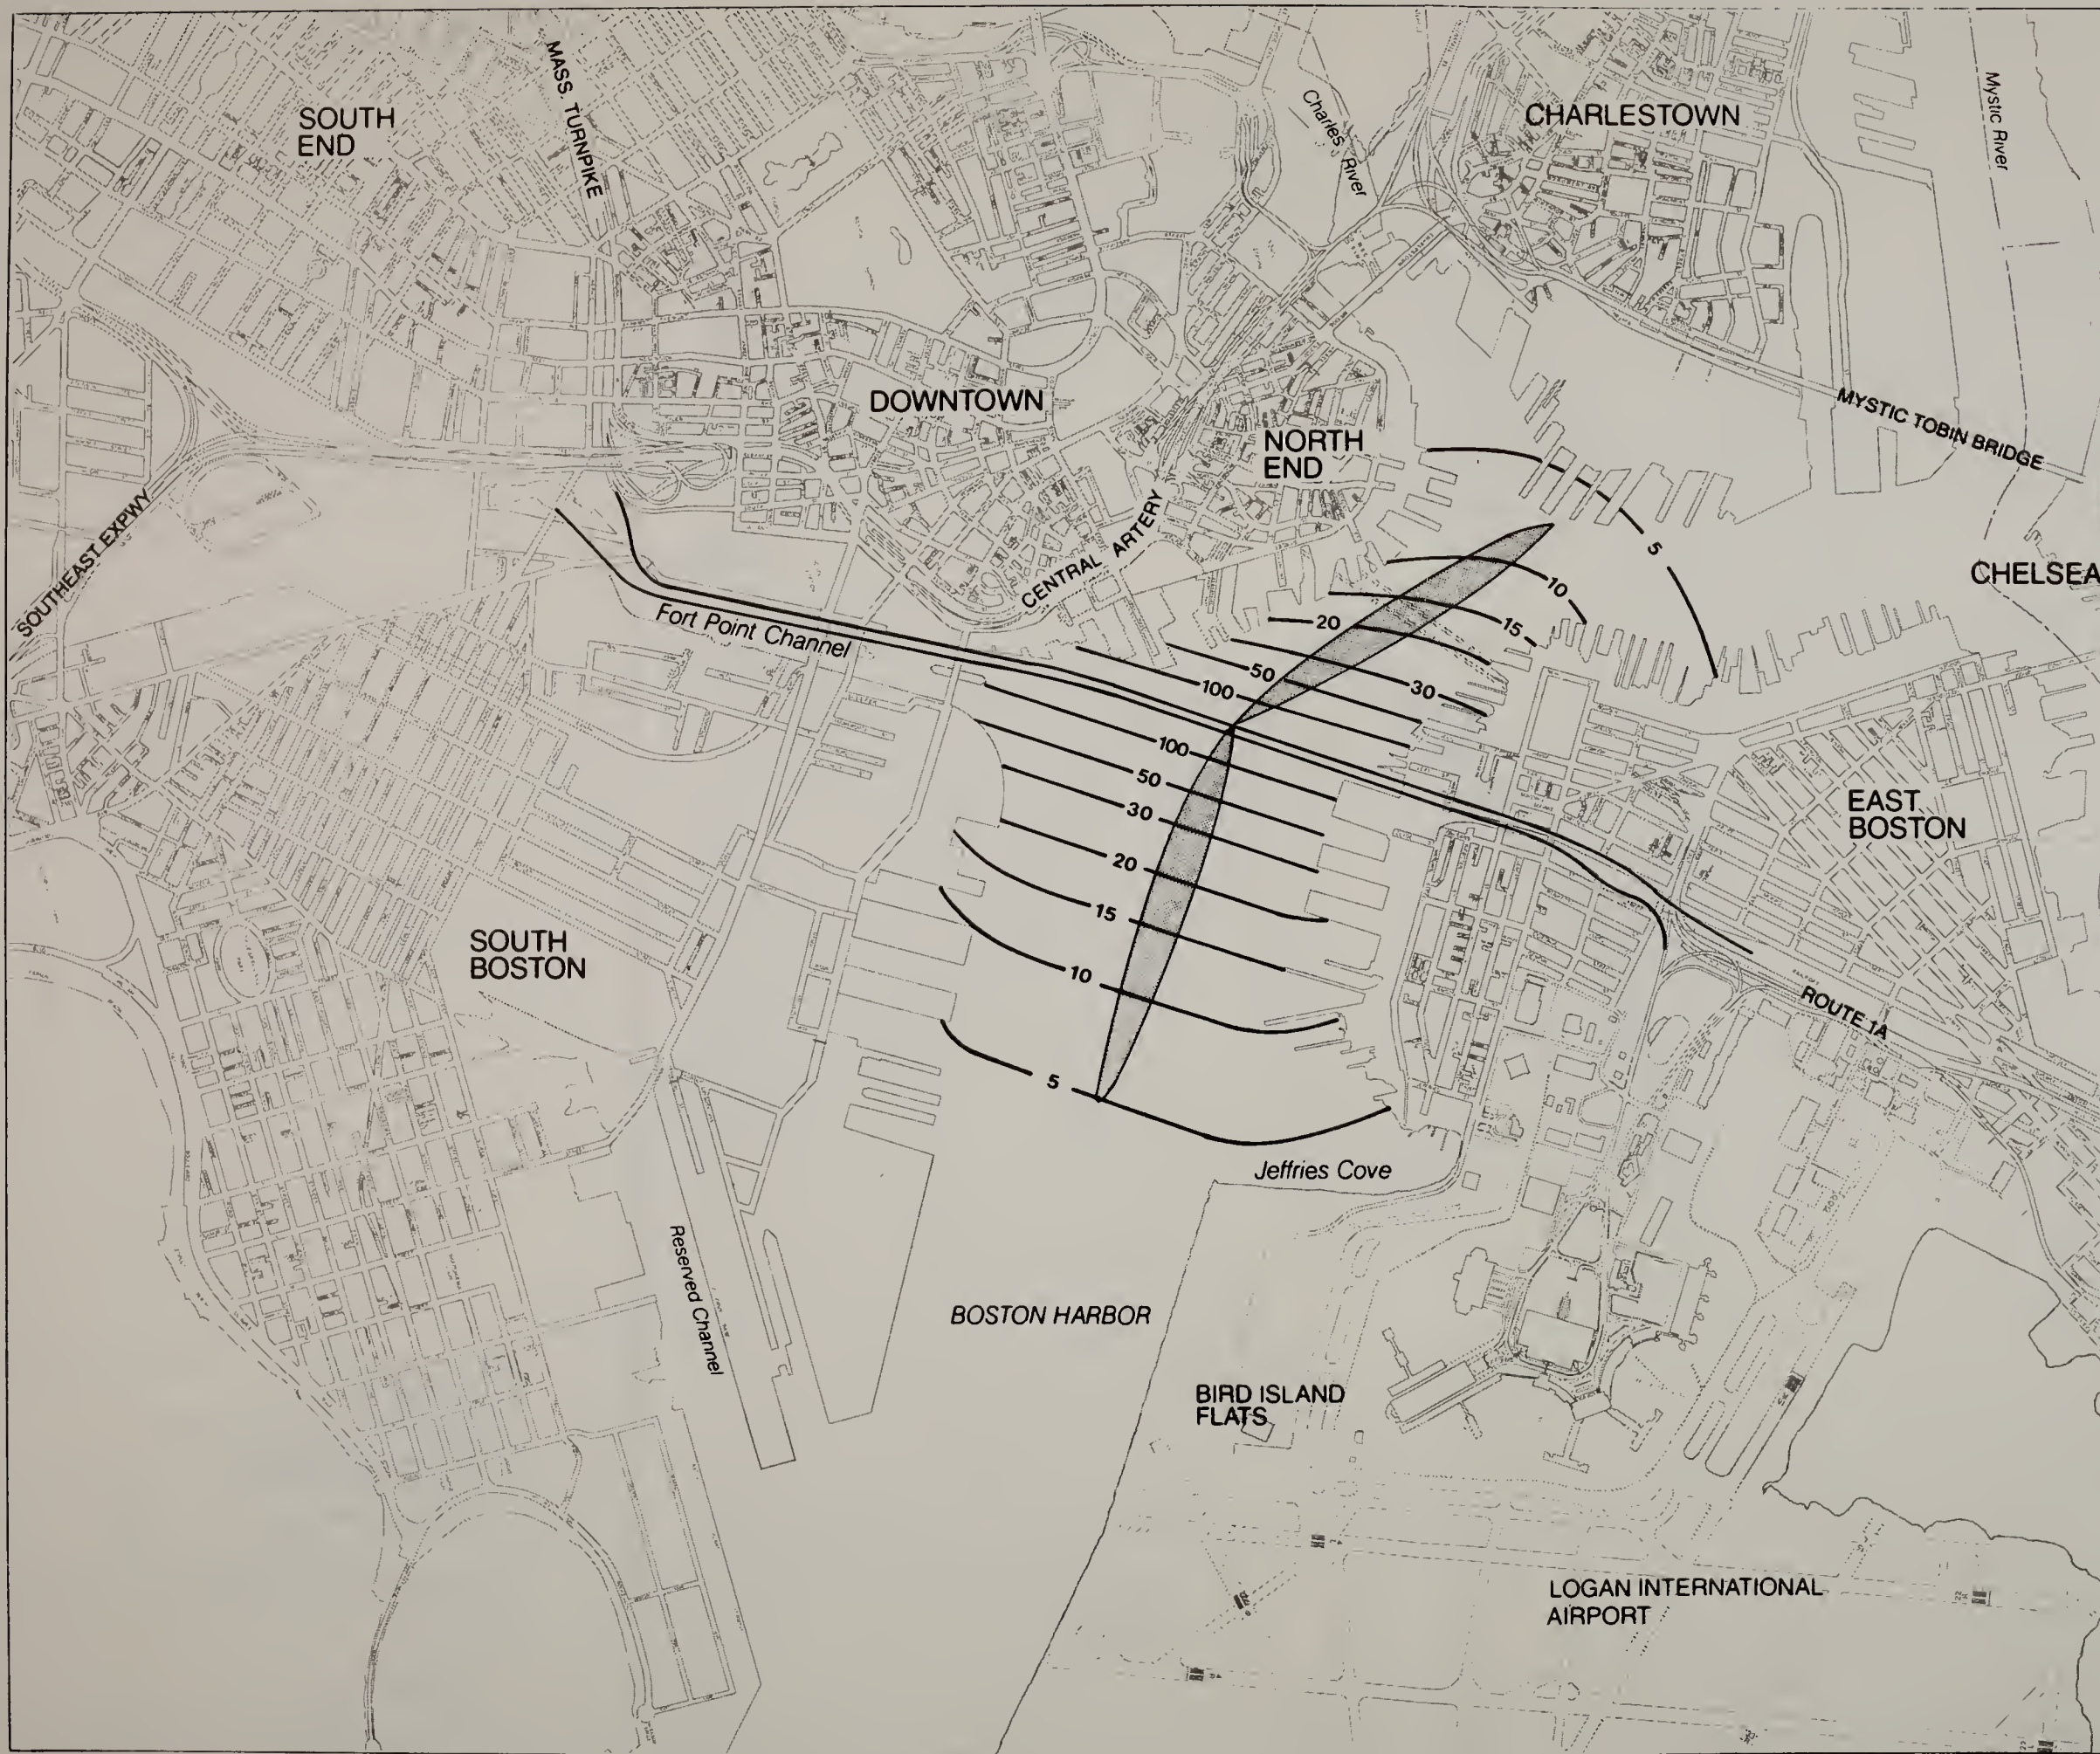 SOUTH
END
MASS. TURNPIKE
Charles River
CHARLESTOWN
Mystic River
DOWNTOWN
NORTH
END
MYSTIC TOBIN BRIDGE
SOUTHEAST EXPWY
CENTRAL ARTERY
CHELSEA
Fort Point Channel
5
10
15
20
30
50
100
100
50
30
20
15
10
5
EAST
BOSTON
SOUTH
BOSTON
ROUTE 1A
Jeffries Cove
Reserved Channel
BOSTON HARBOR
BIRD ISLAND
FLATS
LOGAN INTERNATIONAL
AIRPORT